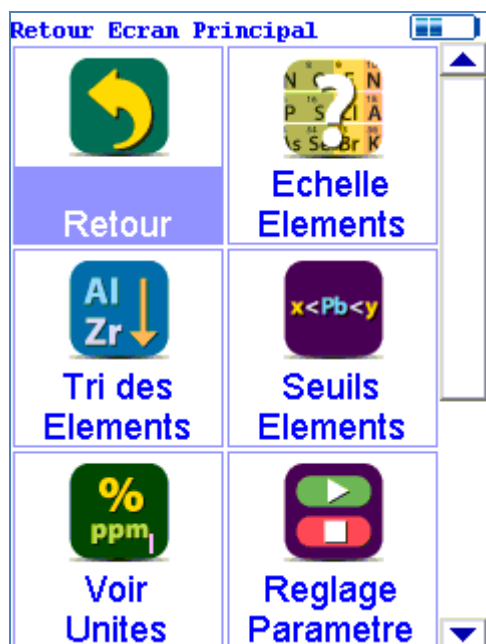 Retour Ecran Principal
Retour
Echelle
Elements
Al
Zr
Tri des
Elements
x<Pb<y
Seuils
Elements
%
ppm
Voir
Unites
Reglage
Parametre